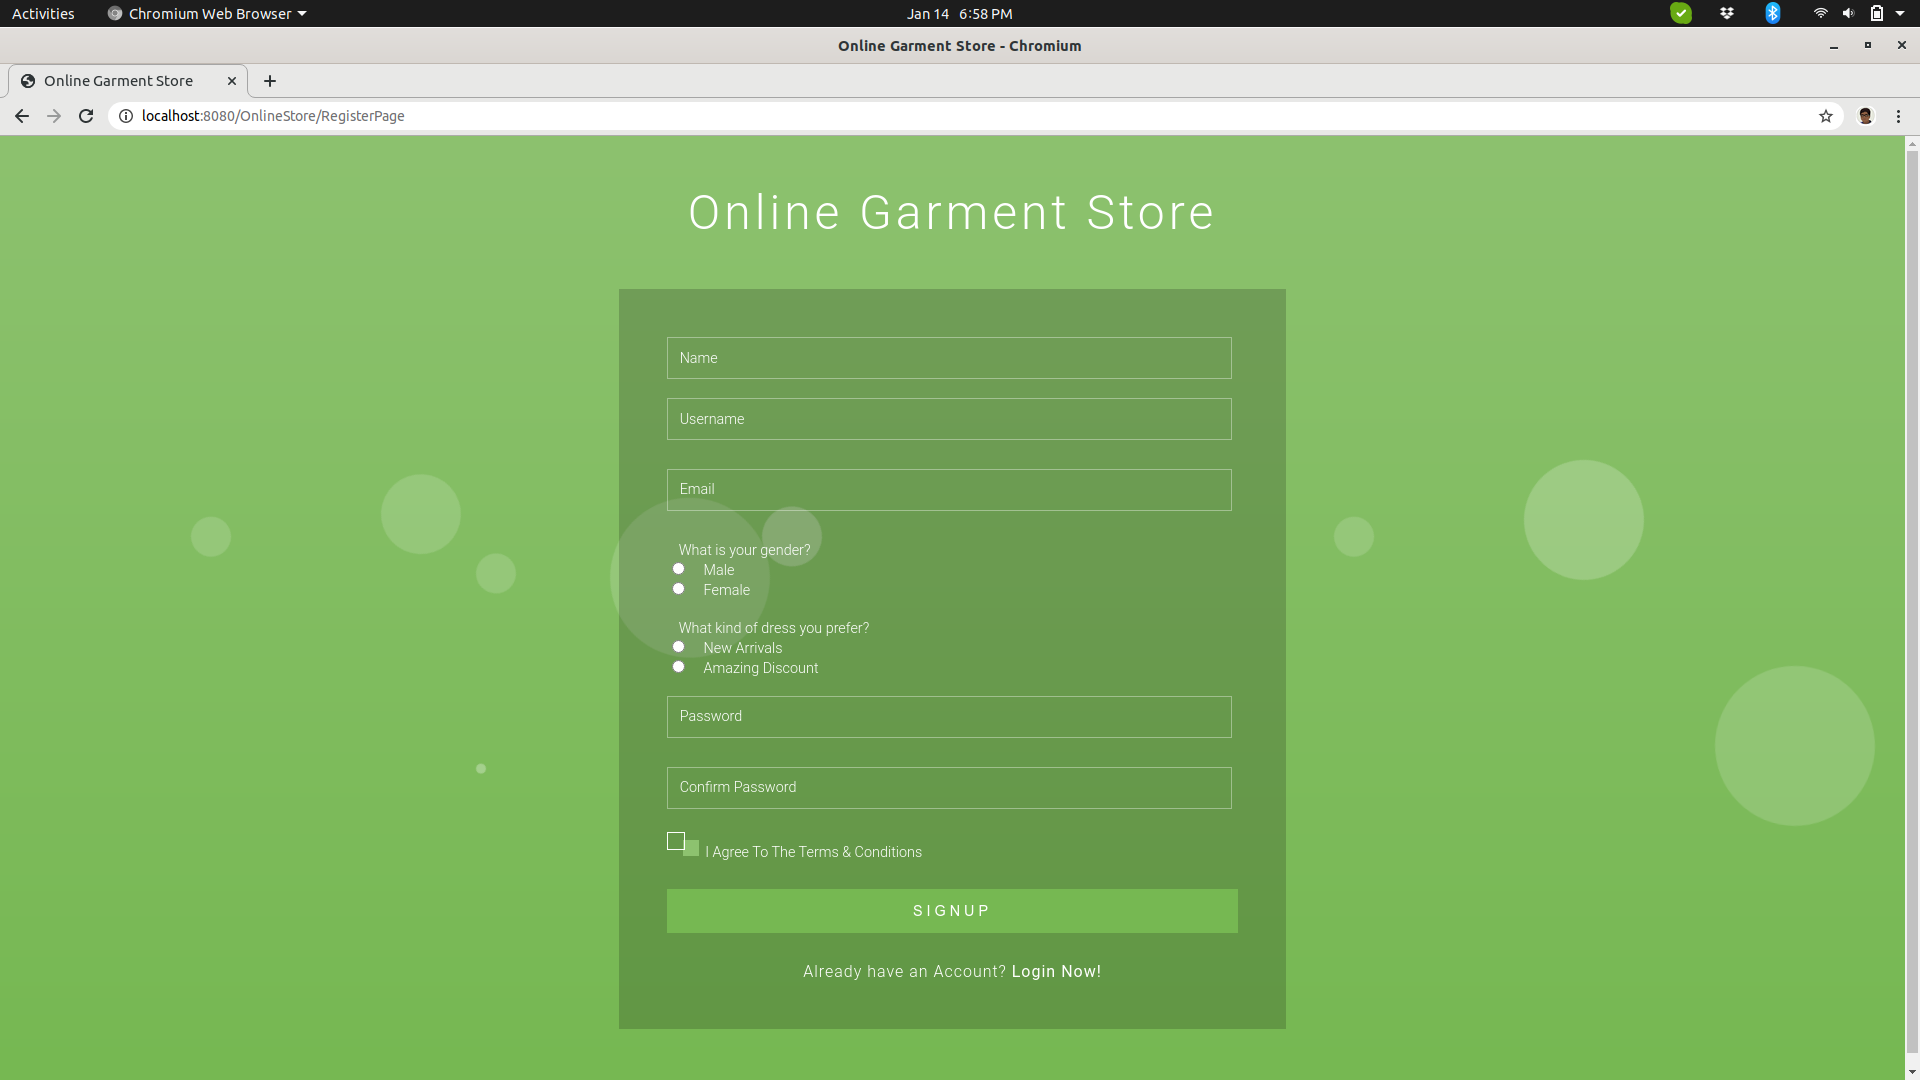 Activities
Chromium Web Browser
Jan 14 6:58 PM
Online Garment Store - Chromium
Online Garment Store
localhost:8080/OnlineStore/RegisterPage
Online Garment Store
Name
Username
Email
What is your gender?
Male
Female
What kind of dress you prefer?
New Arrivals
Amazing Discount
Password
Confirm Password
I Agree To The Terms & Conditions
SIGNUP
Already have an Account? Login Now!